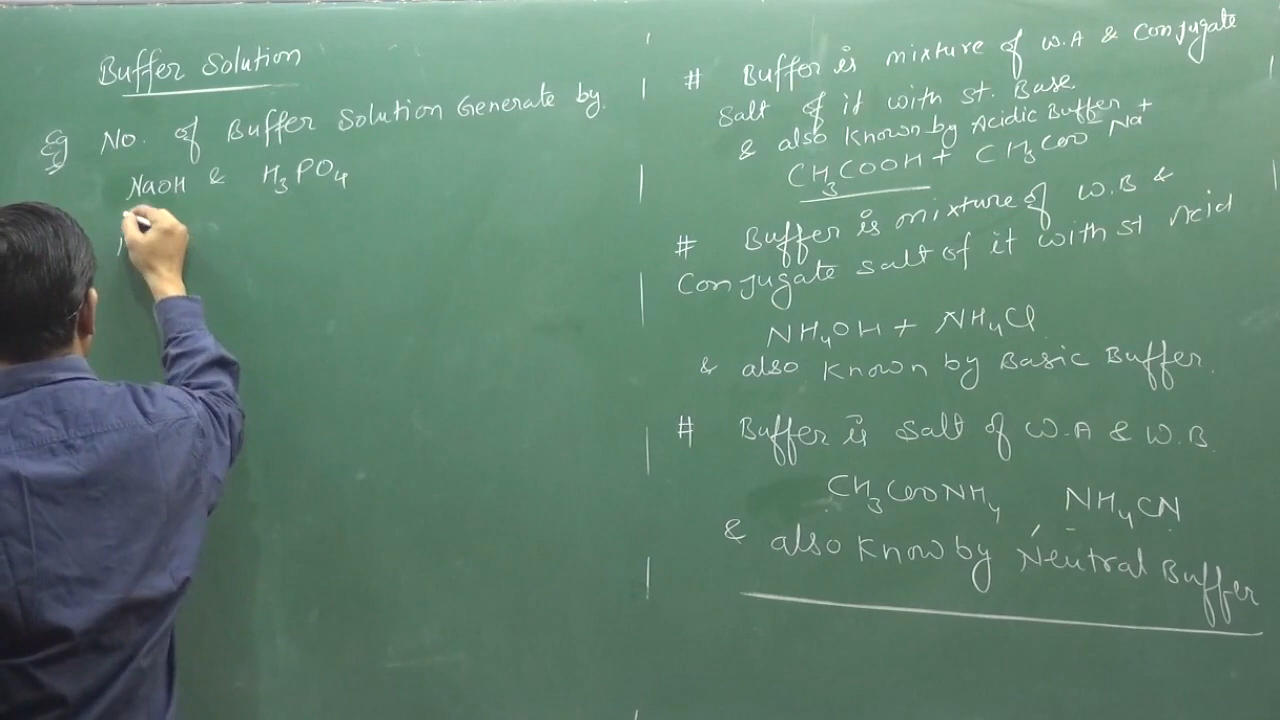 Buffer Solution
Eg No. of Buffer Solution Generate by.
NaOH & H₃PO₄
# Buffer is mixture of W.A & Conjugate
Salt of it with st. Base
& also known by Acidic Buffer
CH₃COOH + CH₃COO⁻ Na⁺
# Buffer is mixture of W.B &
Conjugate salt of it with st Acid
NH₄OH + NH₄Cl
& also known by Basic Buffer.
# Buffer is salt of W.A & W.B.
CH₃COONH₄, NH₄CN
& also know by Neutral Buffer